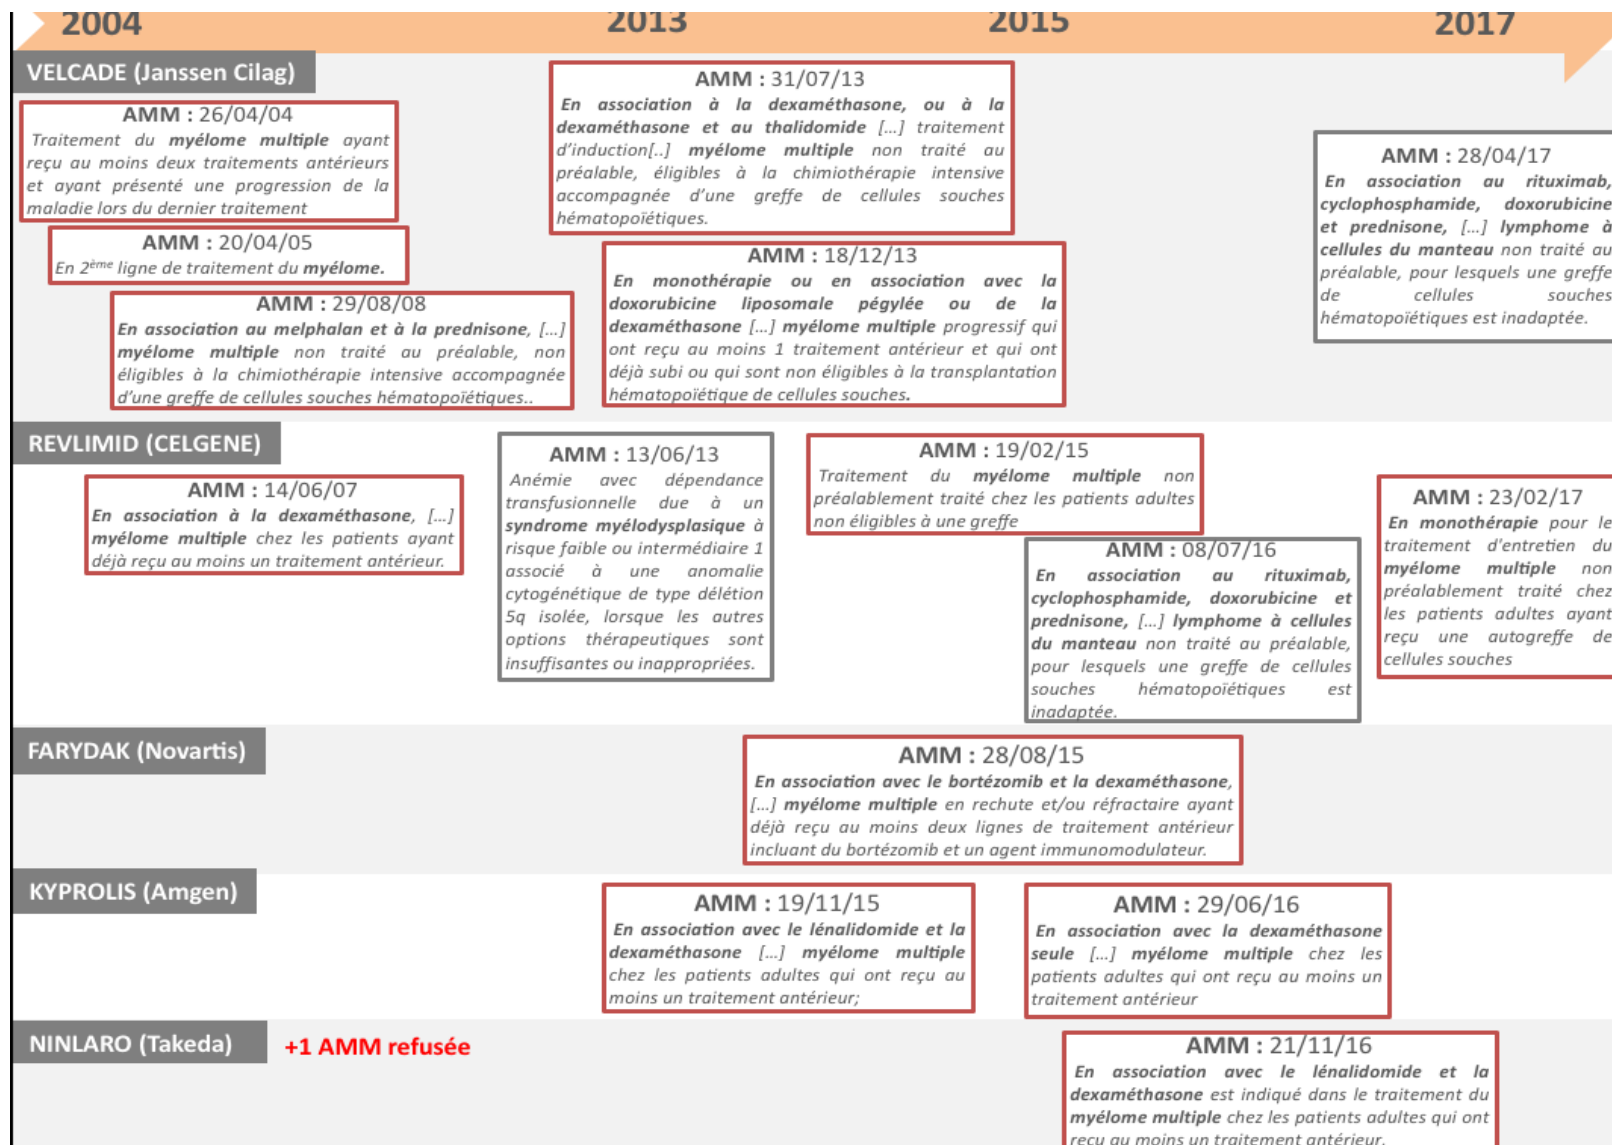 2004 2013 2015 2017
VELCADE (Janssen Cilag)
AMM : 26/04/04
Traitement du myélome multiple ayant
reçu au moins deux traitements antérieurs
et ayant présenté une progression de la
maladie lors du dernier traitement
AMM : 20/04/05
En 2ème ligne de traitement du myélome.
AMM : 29/08/08
En association au melphalan et à la prednisone, [...]
myélome multiple non traité au préalable, non
éligibles à la chimiothérapie intensive accompagnée
d'une greffe de cellules souches hématopoïétiques..
AMM : 31/07/13
En association à la dexaméthasone, ou à la
dexaméthasone et au thalidomide [...] traitement
d'induction[..] myélome multiple non traité au
préalable, éligibles à la chimiothérapie intensive
accompagnée d'une greffe de cellules souches
hématopoïétiques.
AMM : 18/12/13
En monothérapie ou en association avec la
doxorubicine liposomale pégylée ou de la
dexaméthasone [...] myélome multiple progressif qui
ont reçu au moins 1 traitement antérieur et qui ont
déjà subi ou qui sont non éligibles à la transplantation
hématopoïétique de cellules souches.
AMM : 28/04/17
En association au rituximab,
cyclophosphamide, doxorubicine
et prednisone, [...] lymphome à
cellules du manteau non traité au
préalable, pour lesquels une greffe
de cellules souches
hématopoïétiques est inadaptée.
REVLIMID (CELGENE)
AMM : 14/06/07
En association à la dexaméthasone, [...]
myélome multiple chez les patients ayant
déjà reçu au moins un traitement antérieur.
AMM : 13/06/13
Anémie avec dépendance
transfusionnelle due à un
syndrome myélodysplasique à
risque faible ou intermédiaire 1
associé à une anomalie
cytogénétique de type délétion
5q isolée, lorsque les autres
options thérapeutiques sont
insuffisantes ou inappropriées.
AMM : 19/02/15
Traitement du myélome multiple non
préalablement traité chez les patients adultes
non éligibles à une greffe
AMM : 08/07/16
En association au rituximab,
cyclophosphamide, doxorubicine et
prednisone, [...] lymphome à cellules
du manteau non traité au préalable,
pour lesquels une greffe de cellules
souches hématopoïétiques est
inadaptée.
AMM : 23/02/17
En monothérapie pour le
traitement d'entretien du
myélome multiple non
préalablement traité chez
les patients adultes ayant
reçu une autogreffe de
cellules souches
FARYDAK (Novartis)
AMM : 28/08/15
En association avec le bortézomib et la dexaméthasone,
[...] myélome multiple en rechute et/ou réfractaire ayant
déjà reçu au moins deux lignes de traitement antérieur
incluant du bortézomib et un agent immunomodulateur.
KYPROLIS (Amgen)
AMM : 19/11/15
En association avec le lénalidomide et la
dexaméthasone [...] myélome multiple
chez les patients adultes qui ont reçu au
moins un traitement antérieur;
AMM : 29/06/16
En association avec la dexaméthasone
seule [...] myélome multiple chez les
patients adultes qui ont reçu au moins un
traitement antérieur
NINLARO (Takeda)
+1 AMM refusée
AMM : 21/11/16
En association avec le lénalidomide et la
dexaméthasone est indiqué dans le traitement du
myélome multiple chez les patients adultes qui ont
reçu au moins un traitement antérieur.